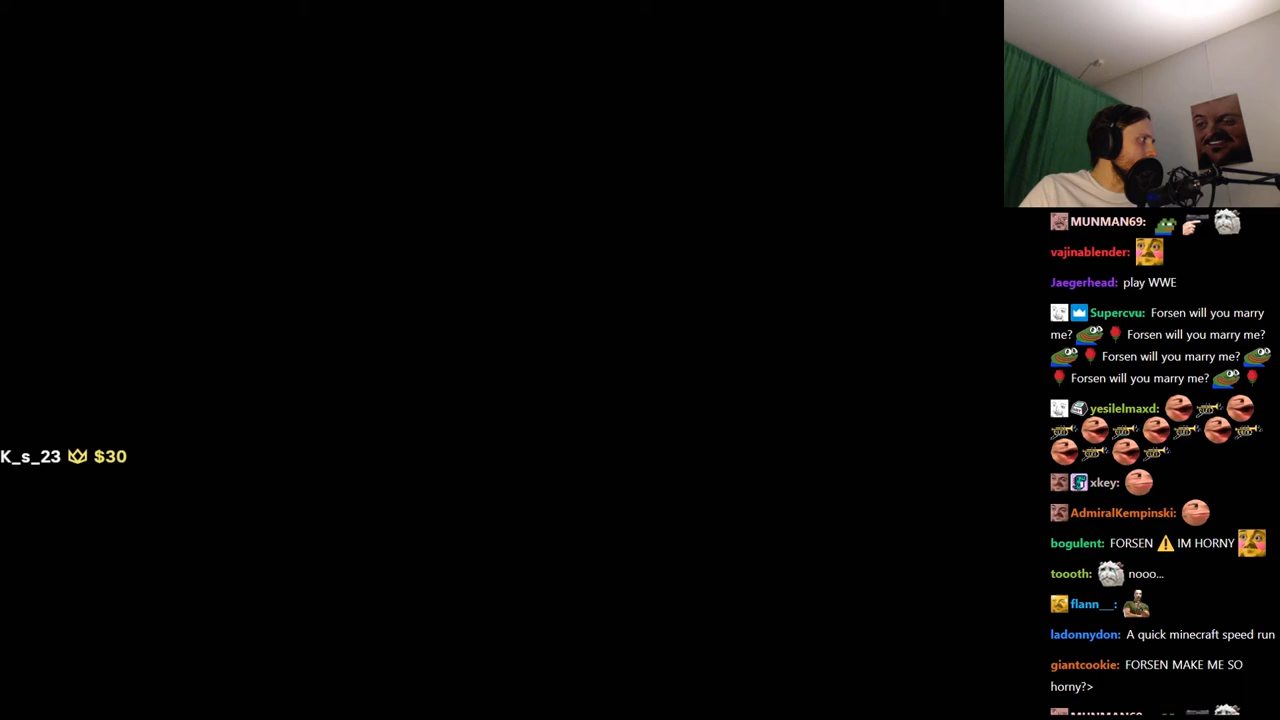 MUNMAN69:
vajinablender:
Jaegerhead: play WWE
Supercvu: Forsen will you marry
me? Forsen will you marry me?
Forsen will you marry me?
Forsen will you marry me?
yesilelmaxd:
K_s_23 $30
xkey:
AdmiralKempinski:
bogulent: FORSEN IM HORNY
toooth: nooo...
flann__:
ladonnydon: A quick minecraft speed run
giantcookie: FORSEN MAKE ME SO
horny?>
MUNMAN69: